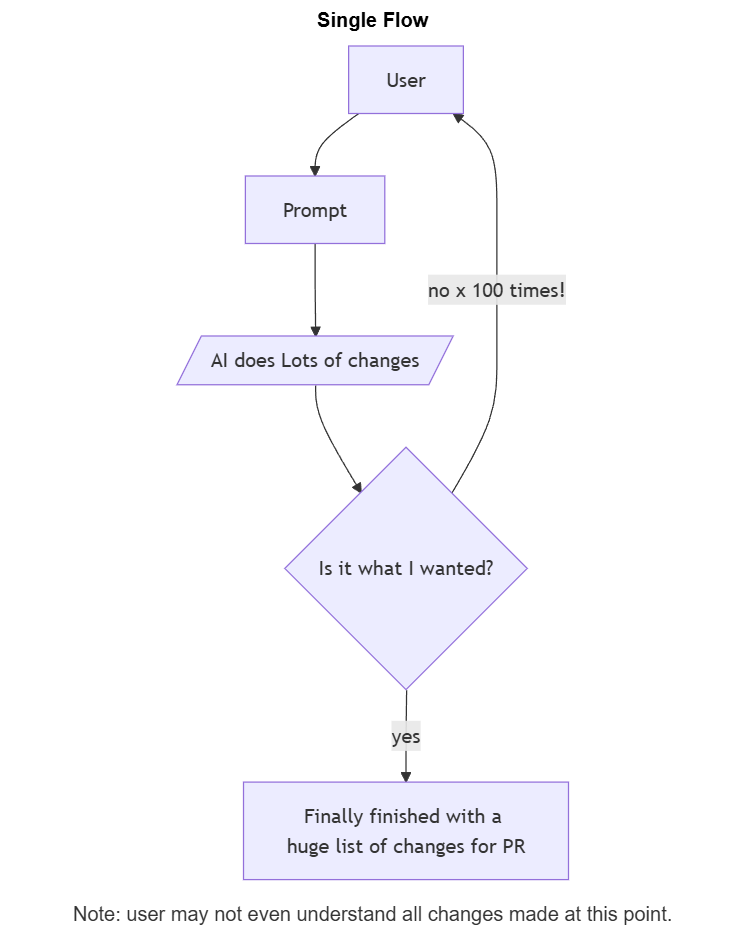 Single Flow
User
Prompt
no x 100 times!
AI does Lots of changes
Is it what I wanted?
yes
Finally finished with a
huge list of changes for PR
Note: user may not even understand all changes made at this point.